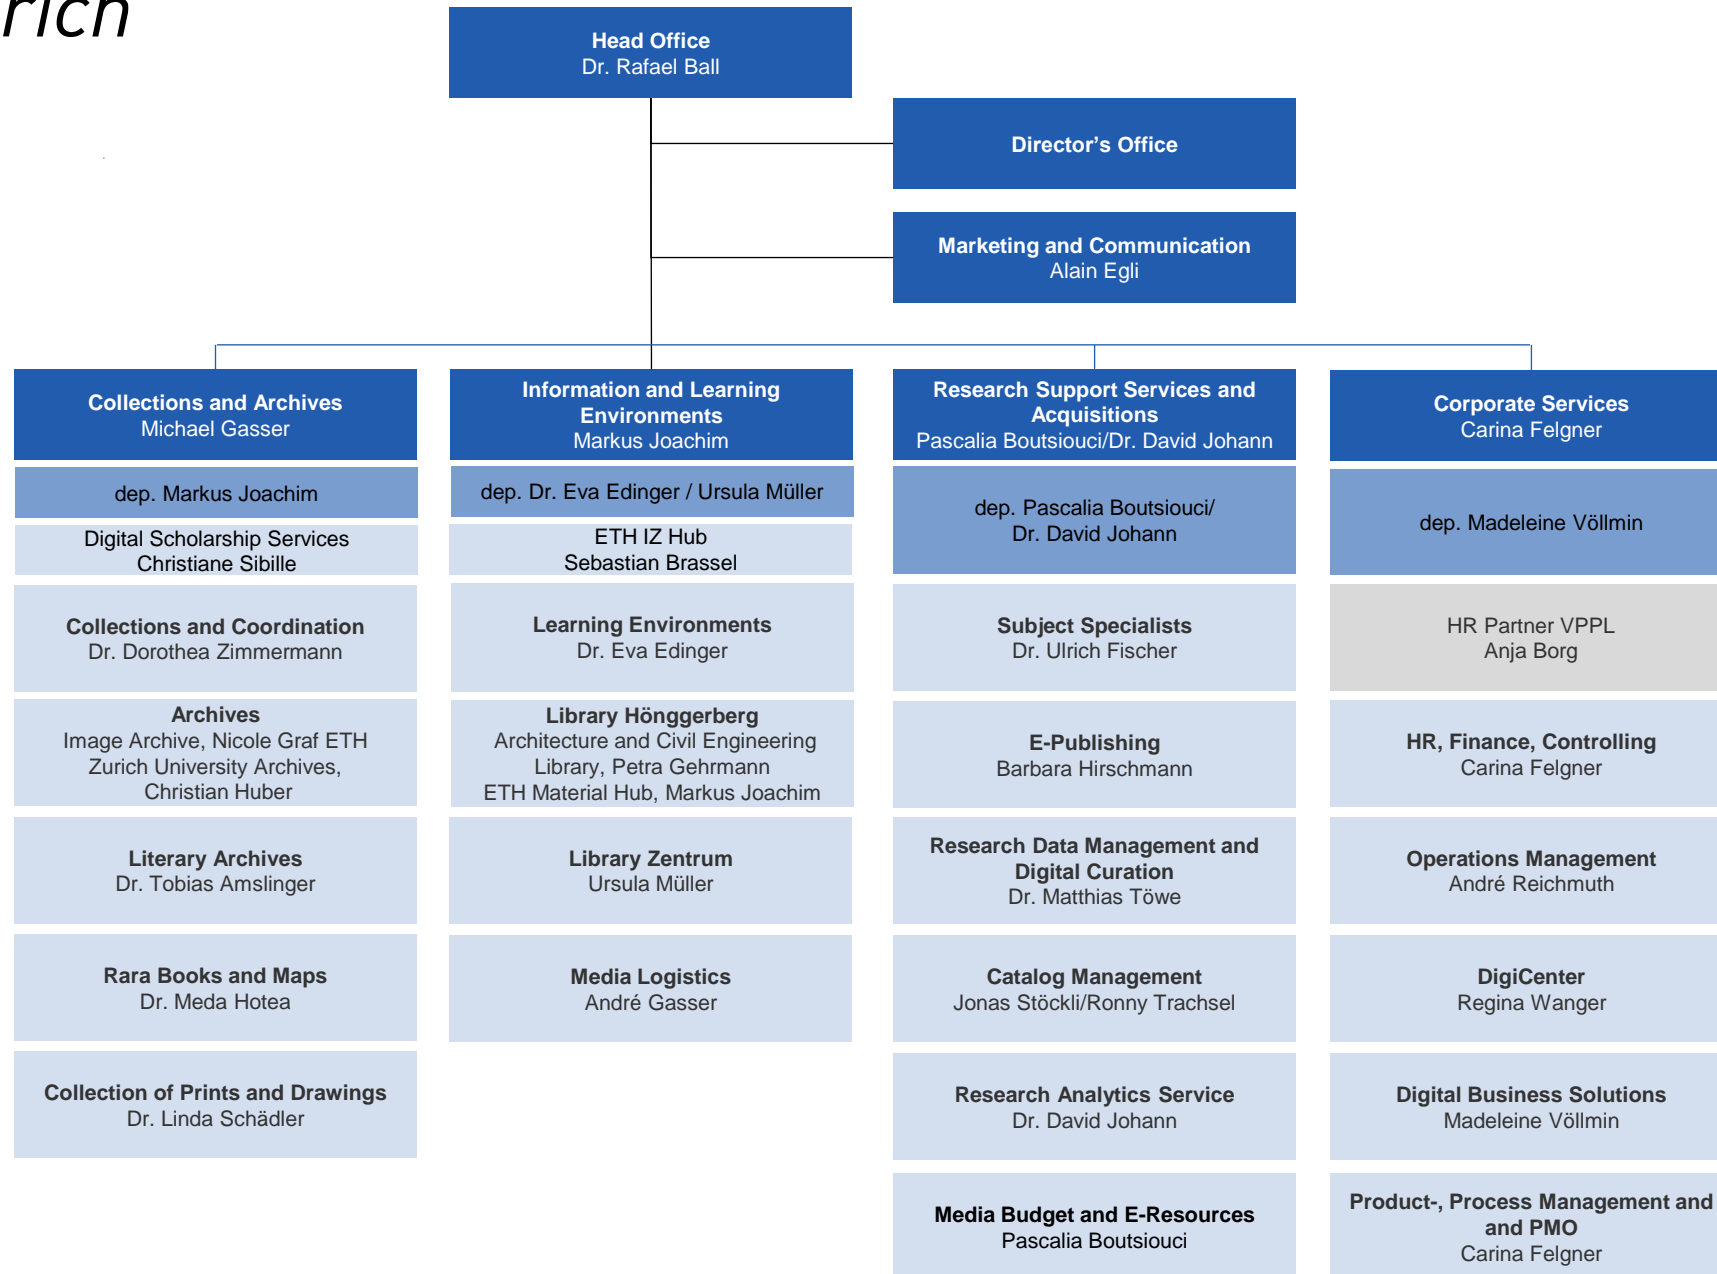 rich
Head Office
Dr. Rafael Ball
Director’s Office
Marketing and Communication
Alain Egli
Collections and Archives
Michael Gasser
dep. Markus Joachim
Digital Scholarship Services
Christiane Sibille
Collections and Coordination
Dr. Dorothea Zimmermann
Archives
Image Archive, Nicole Graf ETH
Zurich University Archives,
Christian Huber
Literary Archives
Dr. Tobias Amslinger
Rara Books and Maps
Dr. Meda Hotea
Collection of Prints and Drawings
Dr. Linda Schädler
Information and Learning
Environments
Markus Joachim
dep. Dr. Eva Edinger / Ursula Müller
ETH IZ Hub
Sebastian Brassel
Learning Environments
Dr. Eva Edinger
Library Hönggerberg
Architecture and Civil Engineering
Library, Petra Gehrmann
ETH Material Hub, Markus Joachim
Library Zentrum
Ursula Müller
Media Logistics
André Gasser
Research Support Services and
Acquisitions
Pascalia Boutsiouci/Dr. David Johann
dep. Pascalia Boutsiouci/
Dr. David Johann
Subject Specialists
Dr. Ulrich Fischer
E-Publishing
Barbara Hirschmann
Research Data Management and
Digital Curation
Dr. Matthias Töwe
Catalog Management
Jonas Stöckli/Ronny Trachsel
Research Analytics Service
Dr. David Johann
Media Budget and E-Resources
Pascalia Boutsiouci
Corporate Services
Carina Felgner
dep. Madeleine Völlmin
HR Partner VPPL
Anja Borg
HR, Finance, Controlling
Carina Felgner
Operations Management
André Reichmuth
DigiCenter
Regina Wanger
Digital Business Solutions
Madeleine Völlmin
Product-, Process Management and
and PMO
Carina Felgner